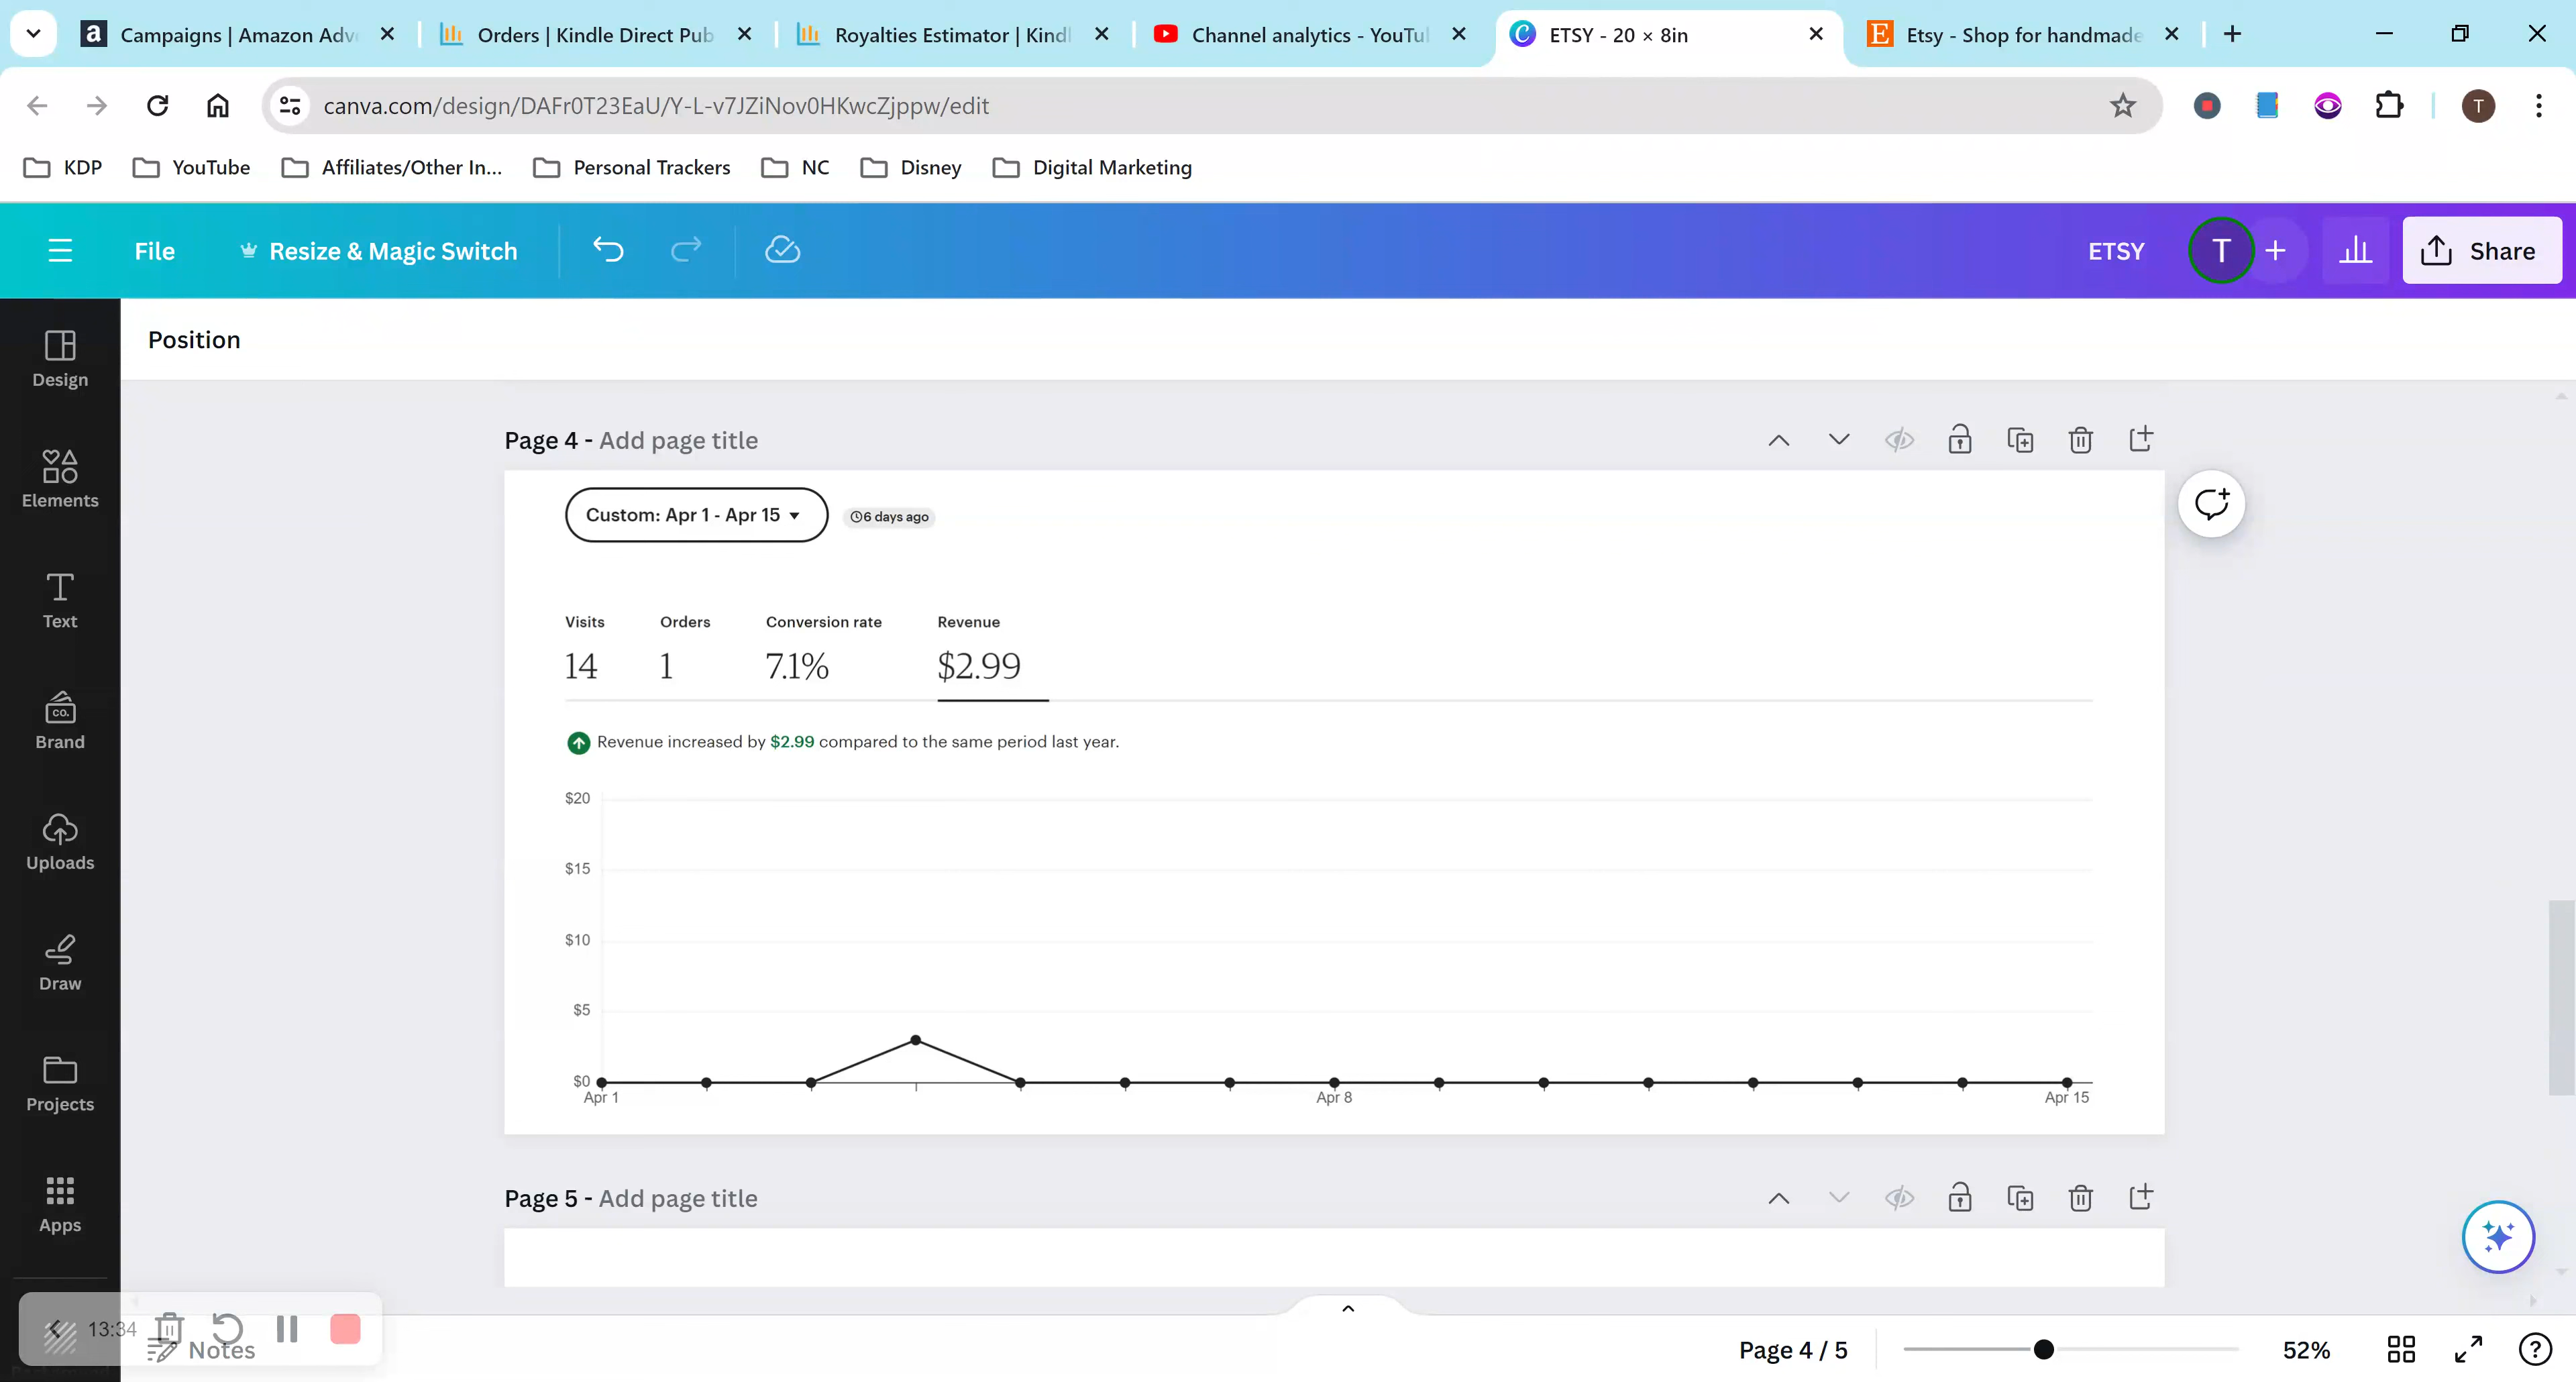 Campaigns | Amazon Adv
Orders | Kindle Direct Pub
Royalties Estimator | Kindl
Channel analytics - YouTu
ETSY - 20 × 8in
Etsy - Shop for handmade
canva.com/design/DAFr0T23EaU/Y-L-v7JZiNov0HKwcZjppw/edit
T
KDP
YouTube
Affiliates/Other In...
Personal Trackers
NC
Disney
Digital Marketing
File
Resize & Magic Switch
ETSY
T
Share
Design
Elements
Text
CO.
Brand
Uploads
Draw
Projects
Apps
Position
Page 4 - Add page title
Custom: Apr 1 - Apr 15
6 days ago
Visits Orders Conversion rate Revenue
14 1 7.1% $2.99
Revenue increased by $2.99 compared to the same period last year.
$20
$15
$10
$5
$0
Apr 1 Apr 8 Apr 15
Page 5 - Add page title
13:34
Notes
Page 4 / 5
52%